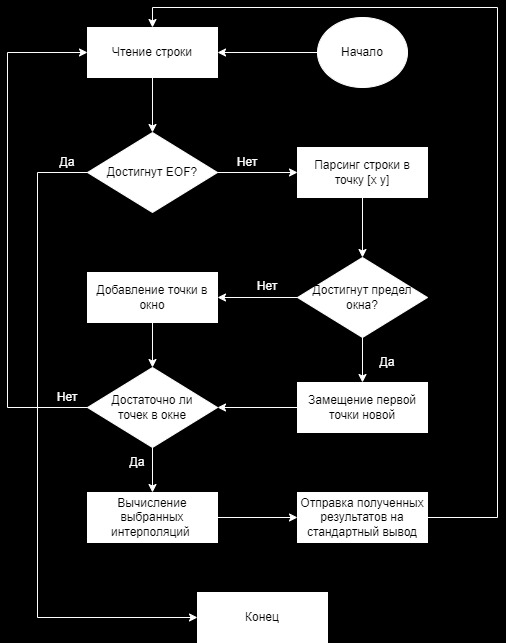 Начало
Чтение строки
Достигнут EOF?
Да
Нет
Парсинг строки в
точку [x y]
Достигнут предел
окна?
Нет
Да
Добавление точки в
окно
Замещение первой
точки новой
Достаточно ли
точек в окне
Нет
Да
Вычисление
выбранных
интерполяций
Отправка полученных
результатов на
стандартный вывод
Конец